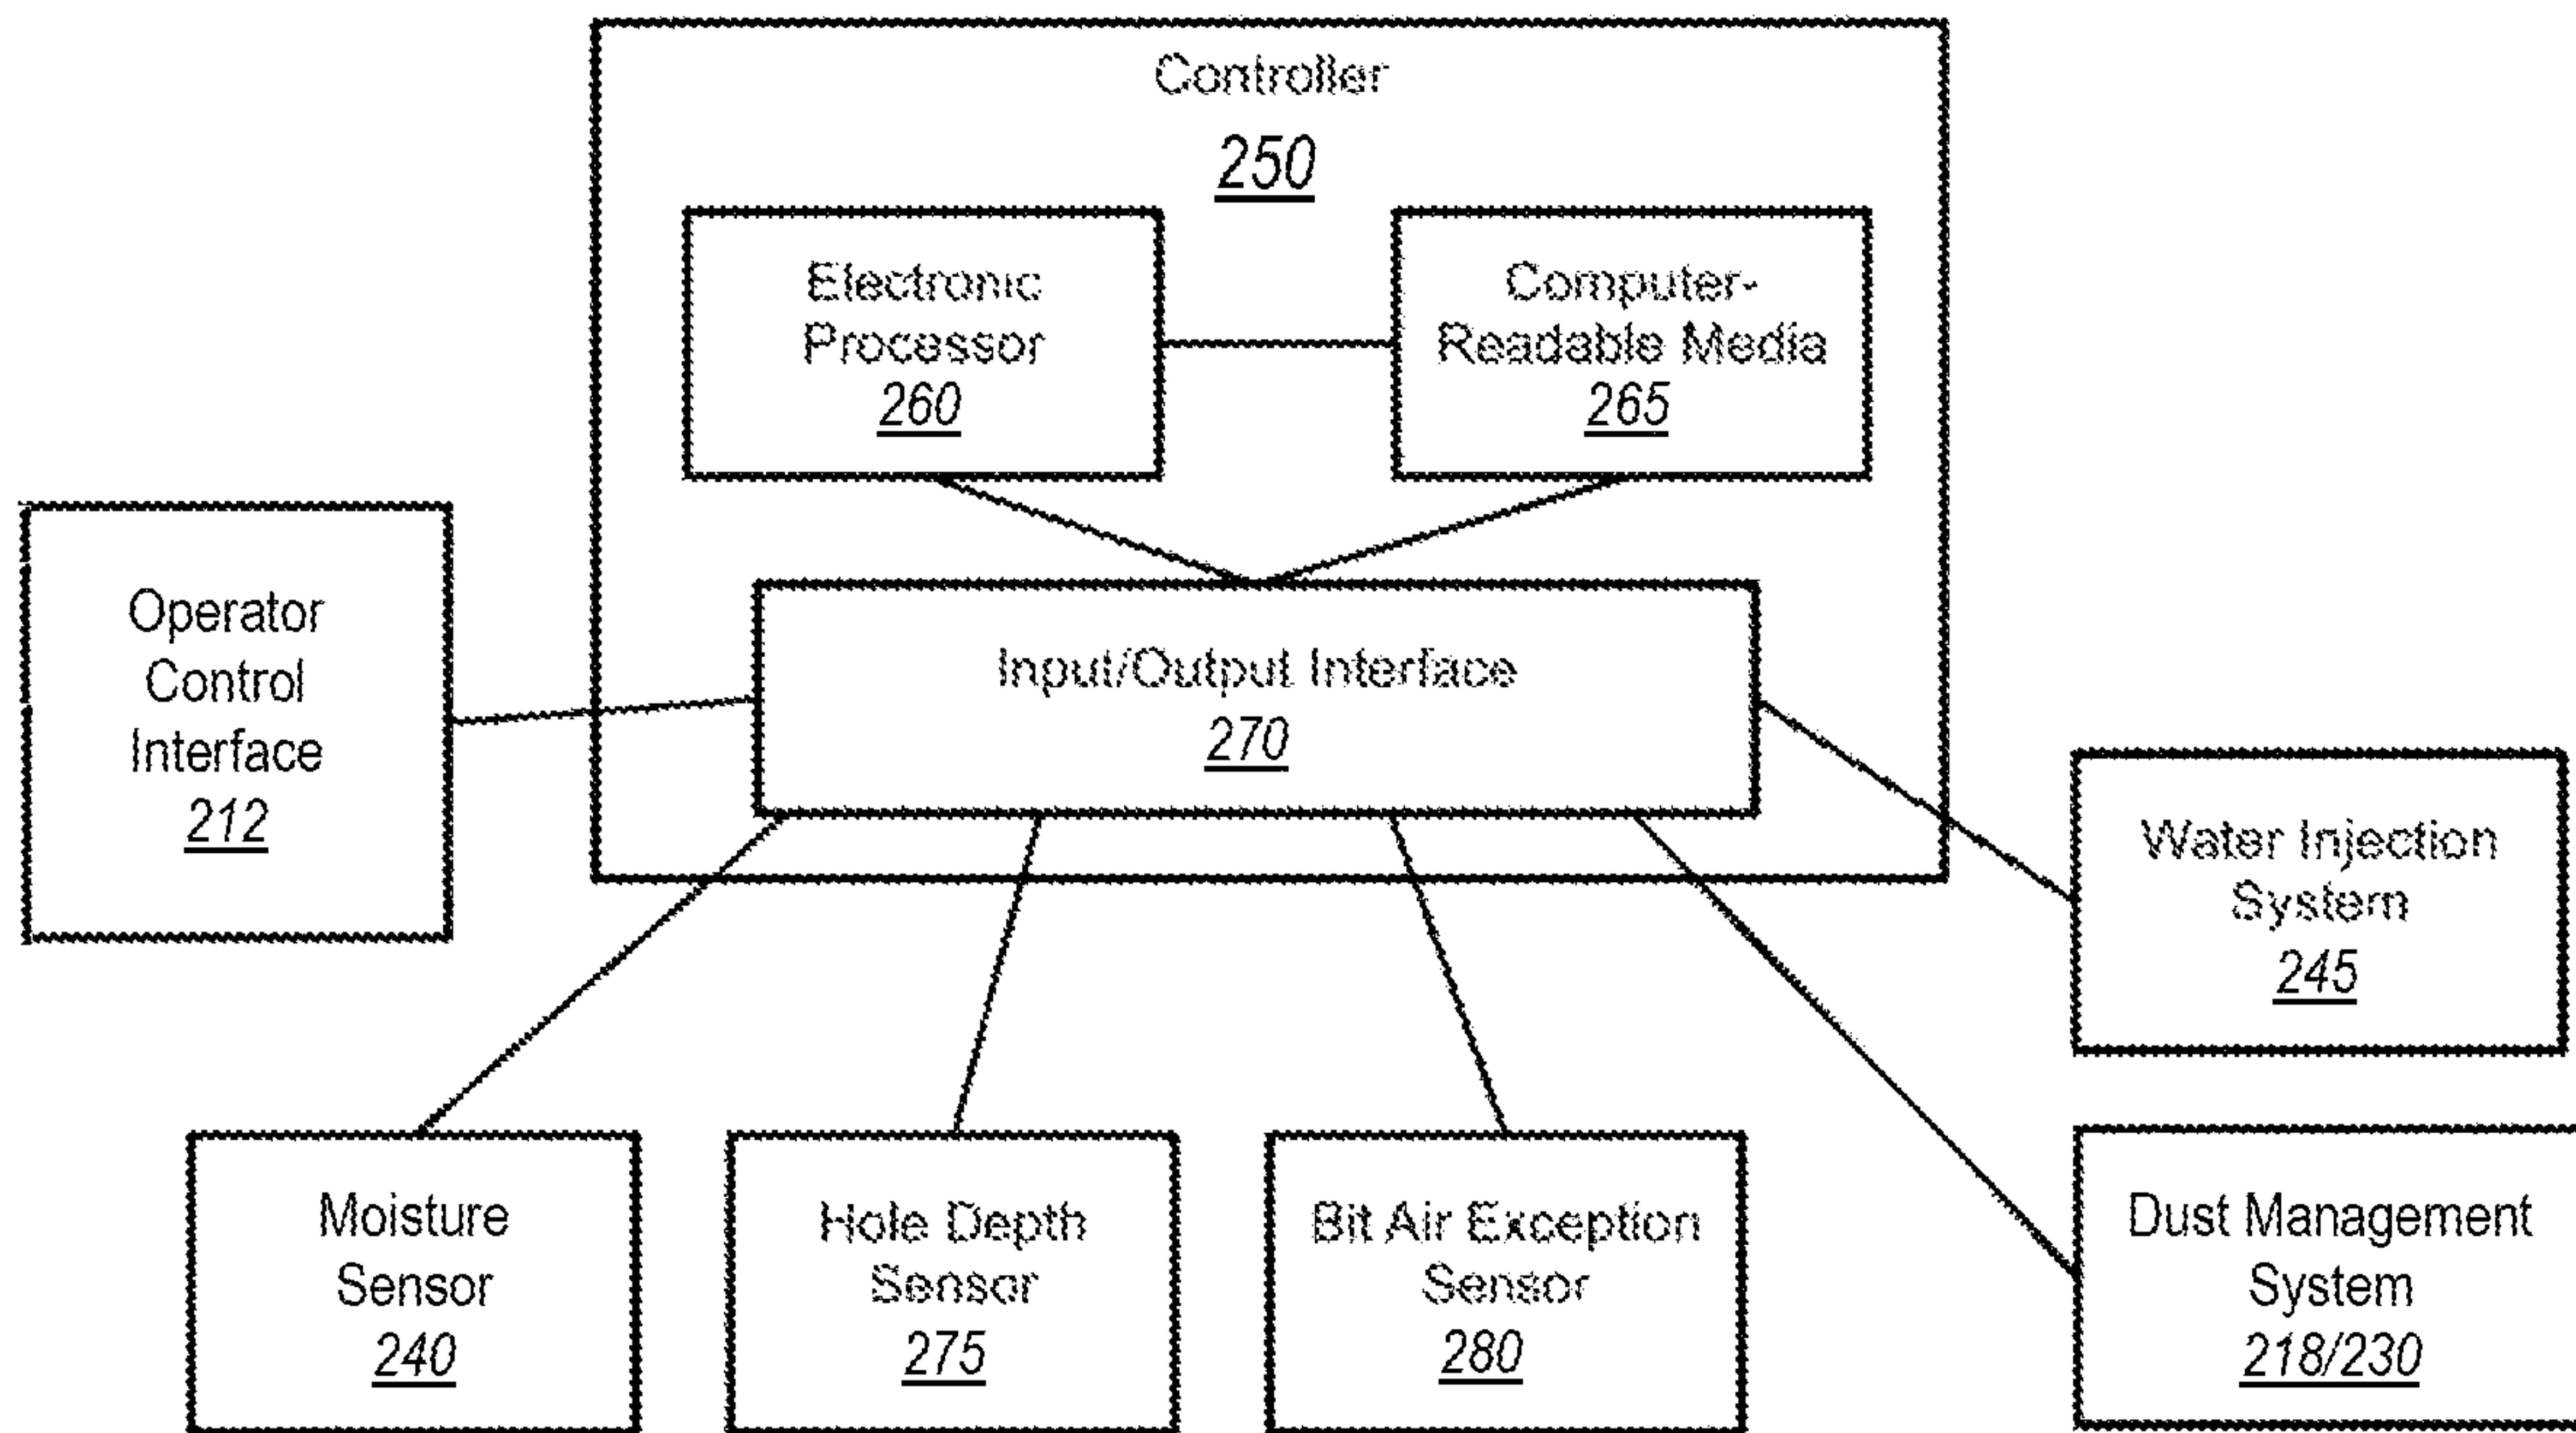 Controller
250
Electronic
Processor
260
Computer-
Readable Media
265
Operator
Control
Interface
212
Input/Output Interface
270
Water Injection
System
245
Moisture
Sensor
240
Hole Depth
Sensor
275
Bit Air Exception
Sensor
280
Dust Management
System
218/230